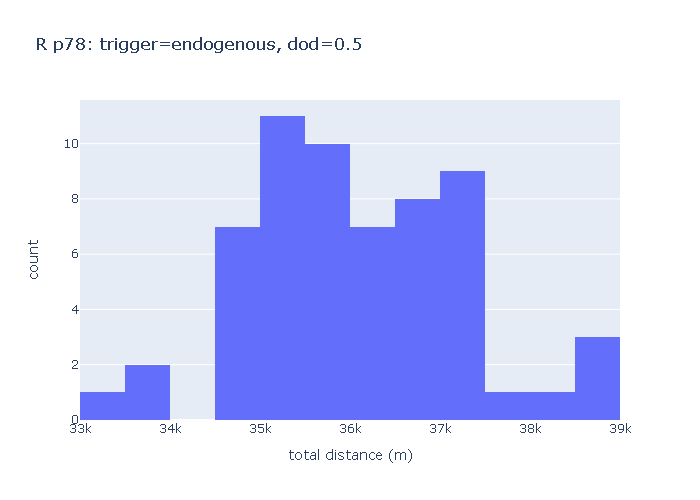 R p78: trigger=endogenous, dod=0.5
count
10
8
6
4
2
0
33k
34k
35k
36k
37k
38k
39k
total distance (m)